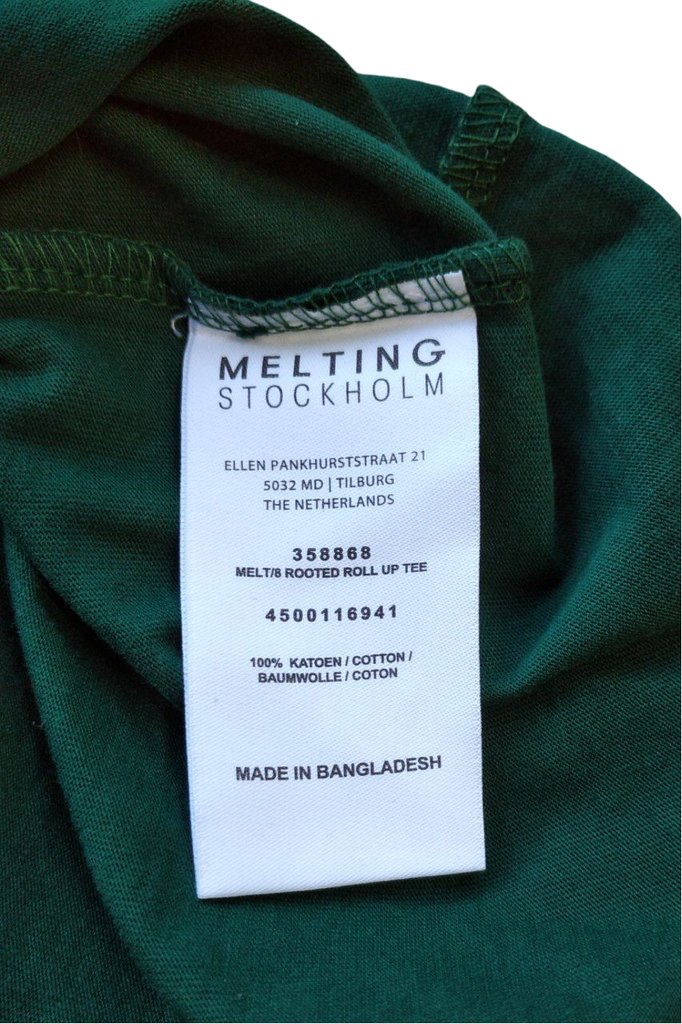 MELTING
STOCKHOLM
ELLEN PANKHURSTSTRAAT 21
5032 MD | TILBURG
THE NETHERLANDS
358868
MELT/8 ROOTED ROLL UP TEE
4500116941
100% KATOEN / COTTON /
BAUMWOLLE / COTON
MADE IN BANGLADESH